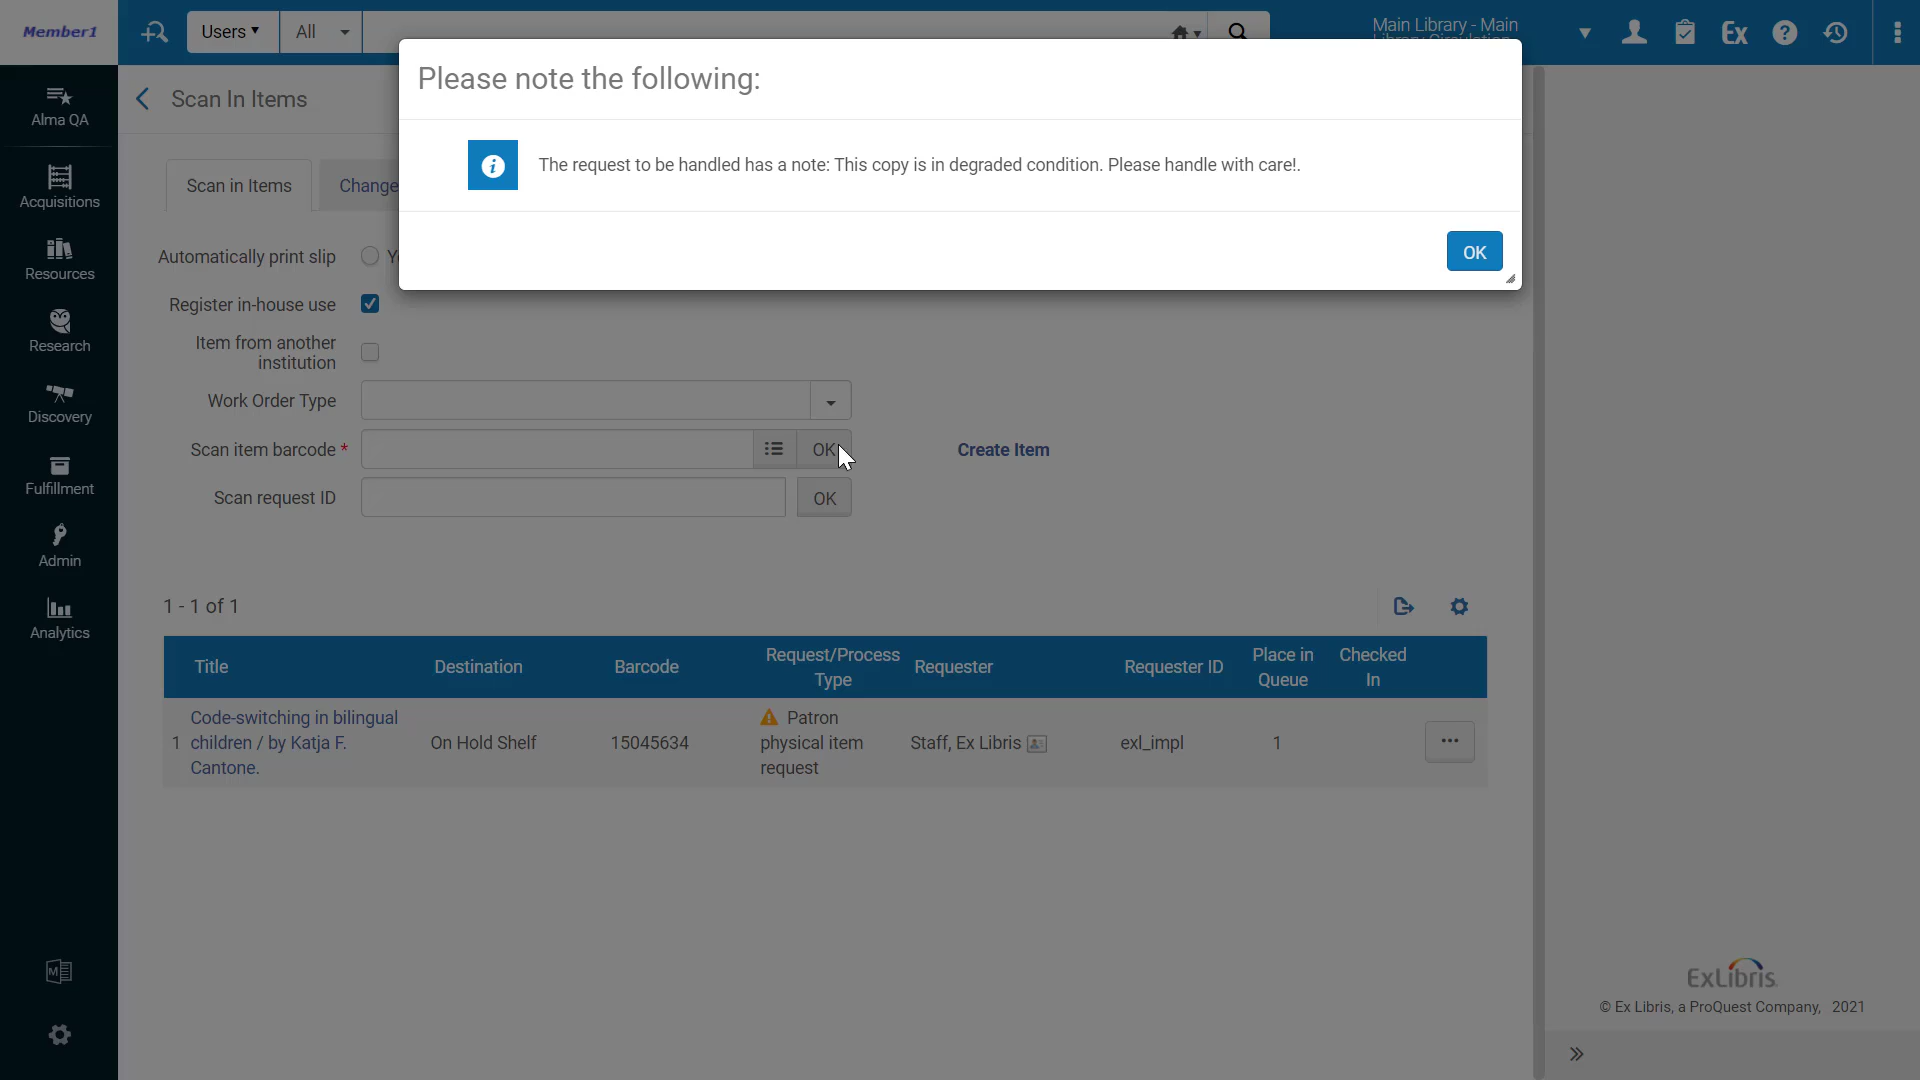 Member1
Users
All
Main Library - Main
Library Circulation
Ex
Please note the following:
The request to be handled has a note: This copy is in degraded condition. Please handle with care!.
OK
Alma QA
Acquisitions
Resources
Research
Discovery
Fulfillment
Admin
Analytics
Scan In Items
Scan in Items
Change
Automatically print slip
Register in-house use
Item from another
institution
Work Order Type
Scan item barcode *
OK
Create Item
Scan request ID
OK
1 - 1 of 1
Title
Destination
Barcode
Request/Process
Type
Requester
Requester ID
Place in
Queue
Checked
In
1
Code-switching in bilingual
children / by Katja F.
Cantone.
On Hold Shelf
15045634
Patron
physical item
request
Staff, Ex Libris
exl_impl
1
ExLibris
© Ex Libris, a ProQuest Company, 2021